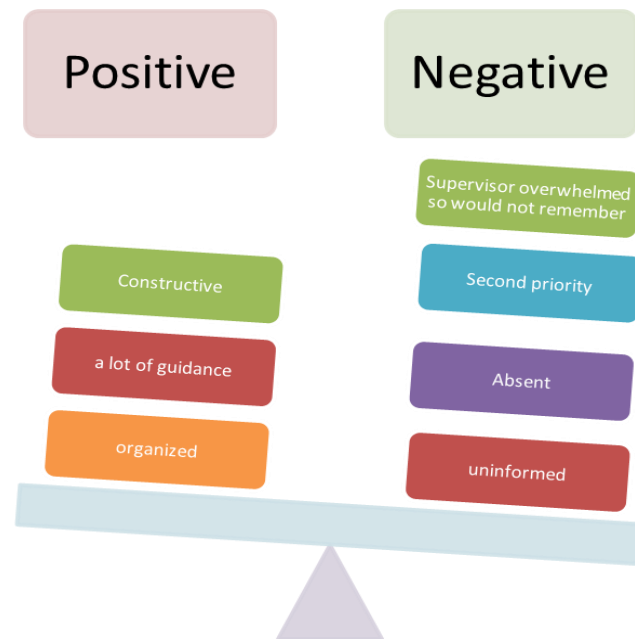 Positive
Negative
Constructive
a lot of guidance
organized
Supervisor overwhelmed
so would not remember
Second priority
Absent
uninformed